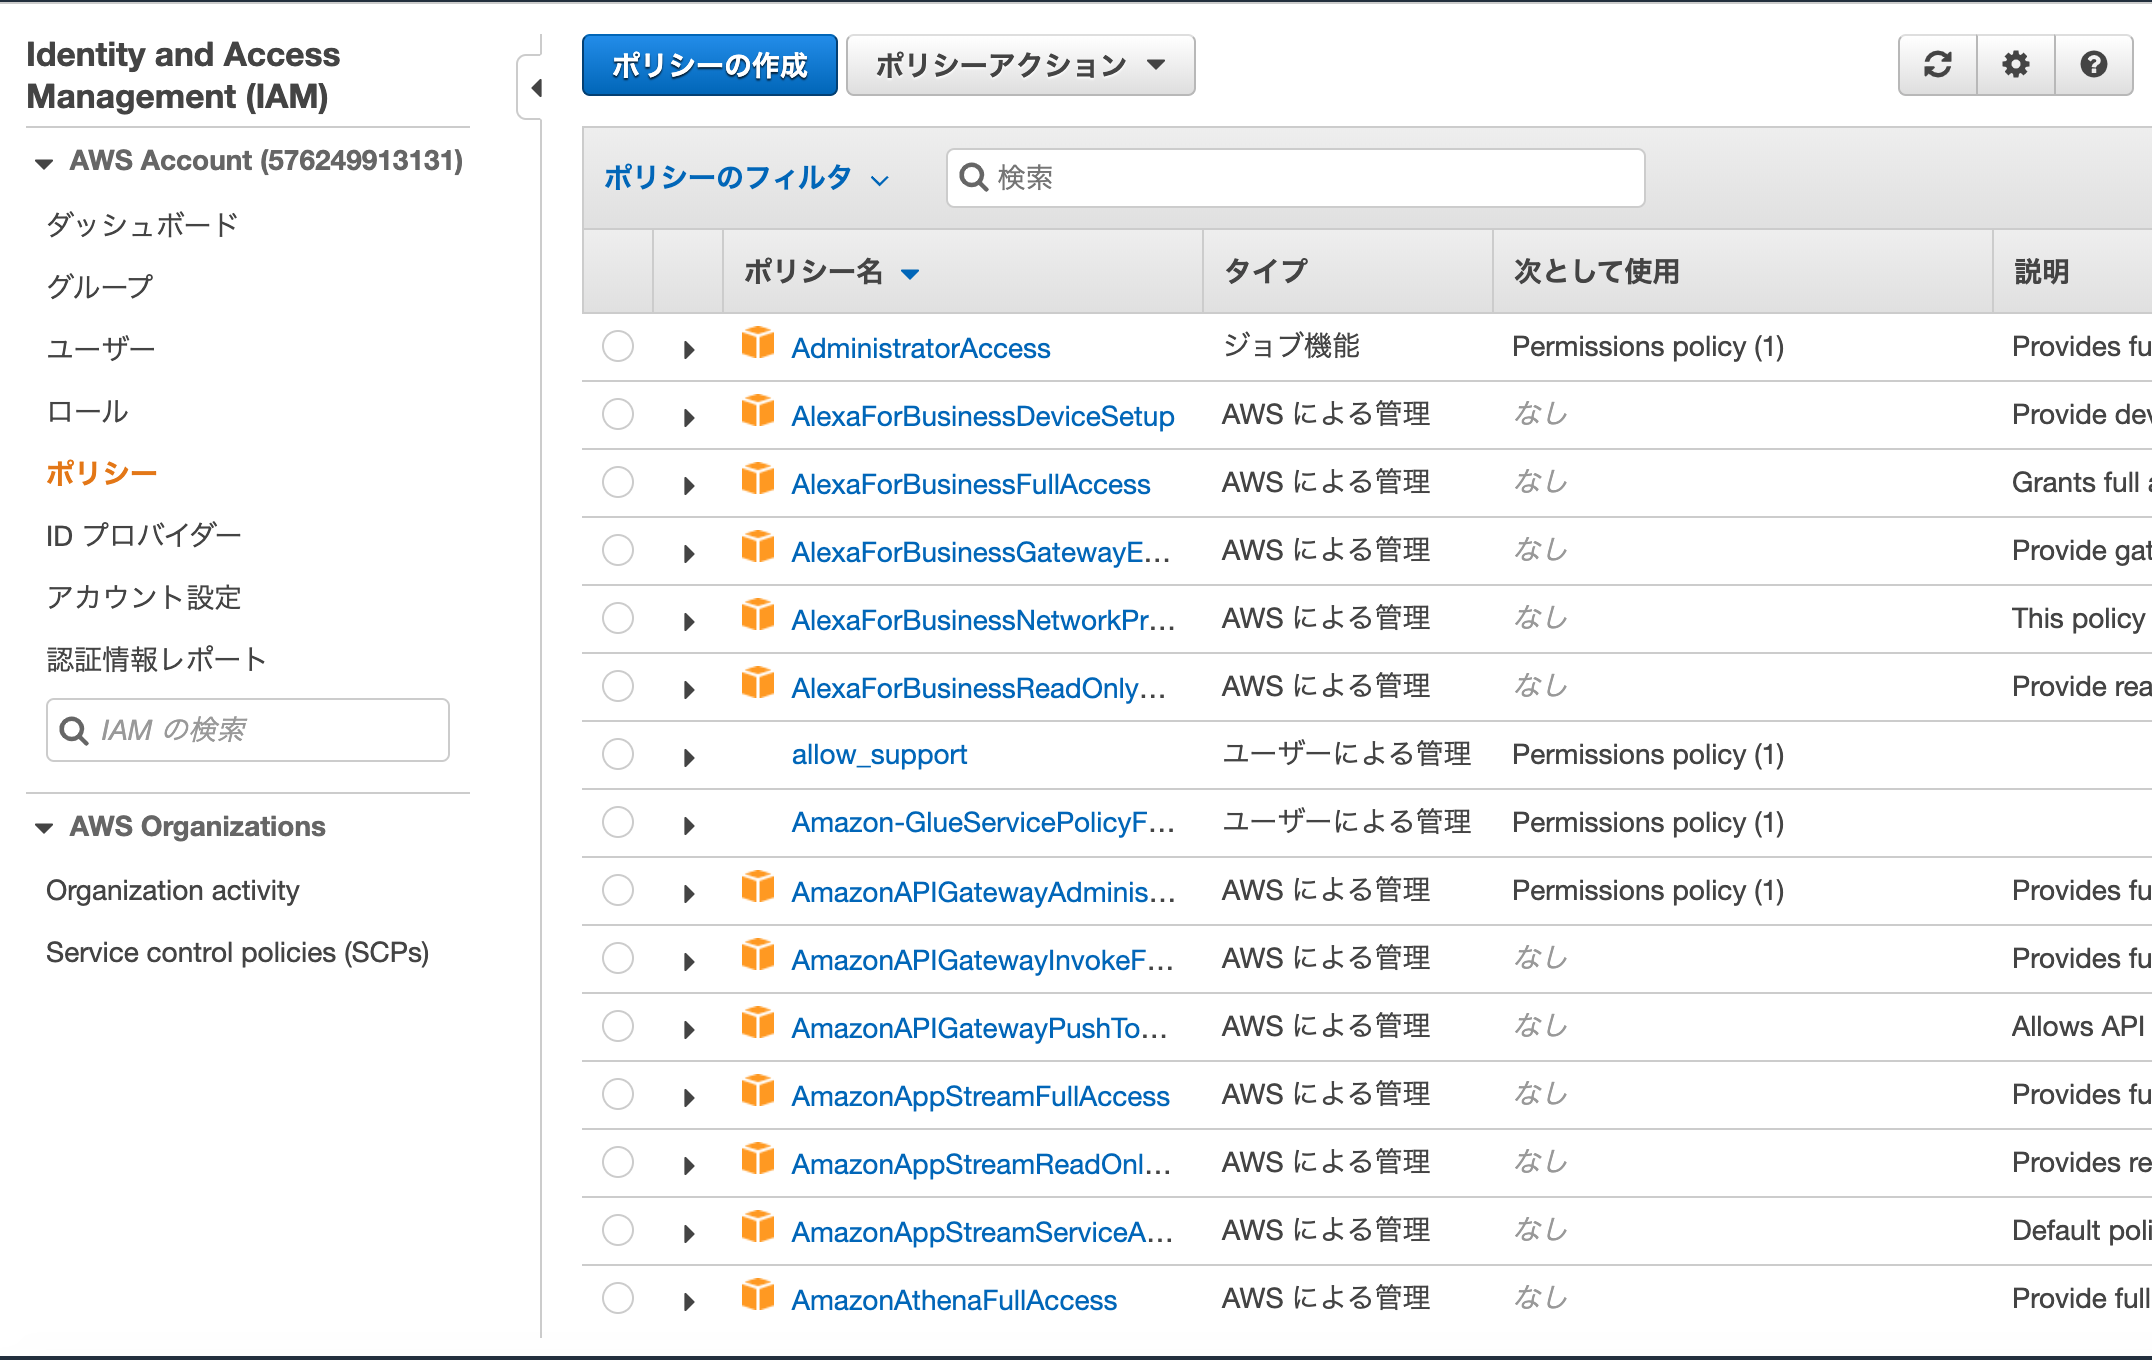 Identity and Access
Management (IAM)
AWS Account (576249913131)
ダッシュボード
グループ
ユーザー
ロール
ポリシー
ID プロバイダー
アカウント設定
認証情報レポート
IAM の検索
AWS Organizations
Organization activity
Service control policies (SCPs)
ポリシーの作成 ポリシーアクション
ポリシーのフィルタ 検索
ポリシー名 タイプ 次として使用 説明
AdministratorAccess ジョブ機能 Permissions policy (1) Provides fu
AlexaForBusinessDeviceSetup AWS による管理 なし Provide dev
AlexaForBusinessFullAccess AWS による管理 なし Grants full a
AlexaForBusinessGatewayE... AWS による管理 なし Provide gat
AlexaForBusinessNetworkPr... AWS による管理 なし This policy
AlexaForBusinessReadOnly... AWS による管理 なし Provide rea
allow_support ユーザーによる管理 Permissions policy (1)
Amazon-GlueServicePolicyF... ユーザーによる管理 Permissions policy (1)
AmazonAPIGatewayAdminis... AWS による管理 Permissions policy (1) Provides fu
AmazonAPIGatewayInvokeF... AWS による管理 なし Provides fu
AmazonAPIGatewayPushTo... AWS による管理 なし Allows API
AmazonAppStreamFullAccess AWS による管理 なし Provides fu
AmazonAppStreamReadOnl... AWS による管理 なし Provides re
AmazonAppStreamServiceA... AWS による管理 なし Default poli
AmazonAthenaFullAccess AWS による管理 なし Provide full